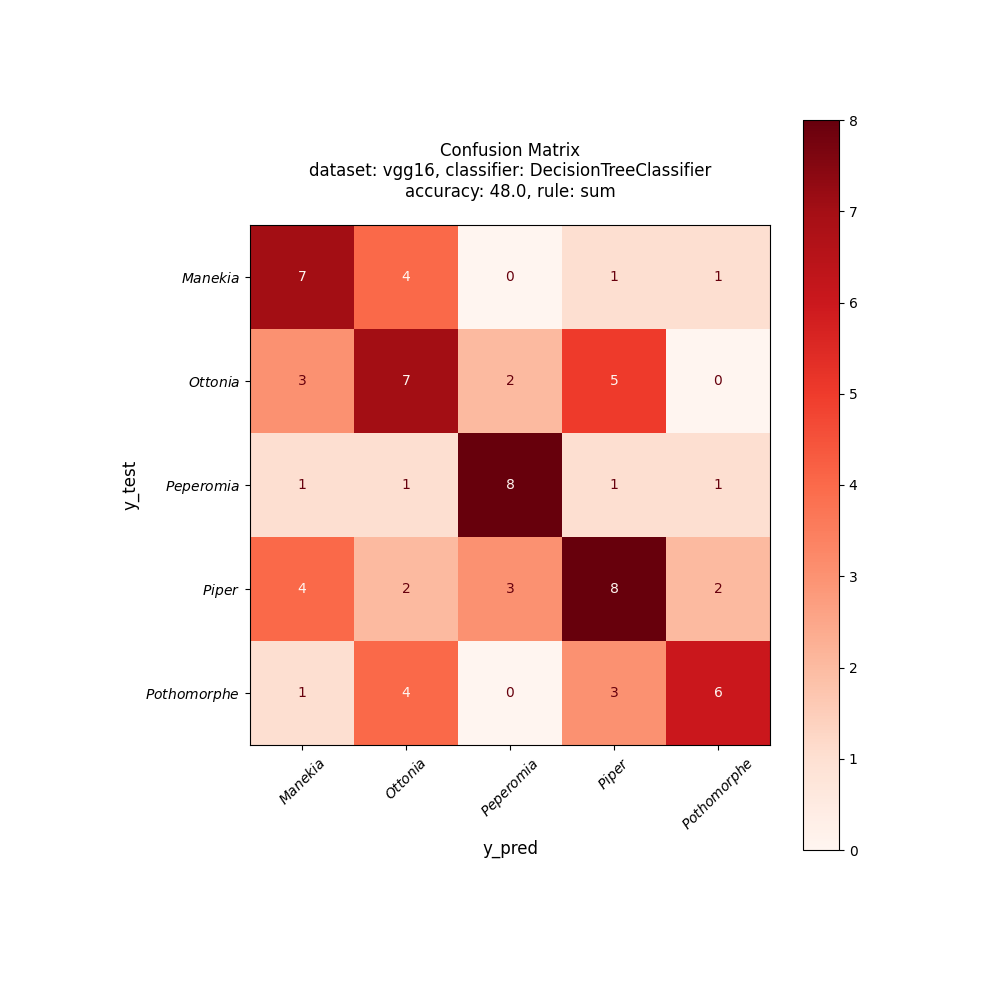 Confusion Matrix
dataset: vgg16, classifier: DecisionTreeClassifier
accuracy: 48.0, rule: sum
8
7
6
5
4
3
2
1
0
y_test
Manekia 7 4 0 1 1
Ottonia 3 7 2 5 0
Peperomia 1 1 8 1 1
Piper 4 2 3 8 2
Pothomorphe 1 4 0 3 6
Manekia Ottonia Peperomia Piper Pothomorphe
y_pred